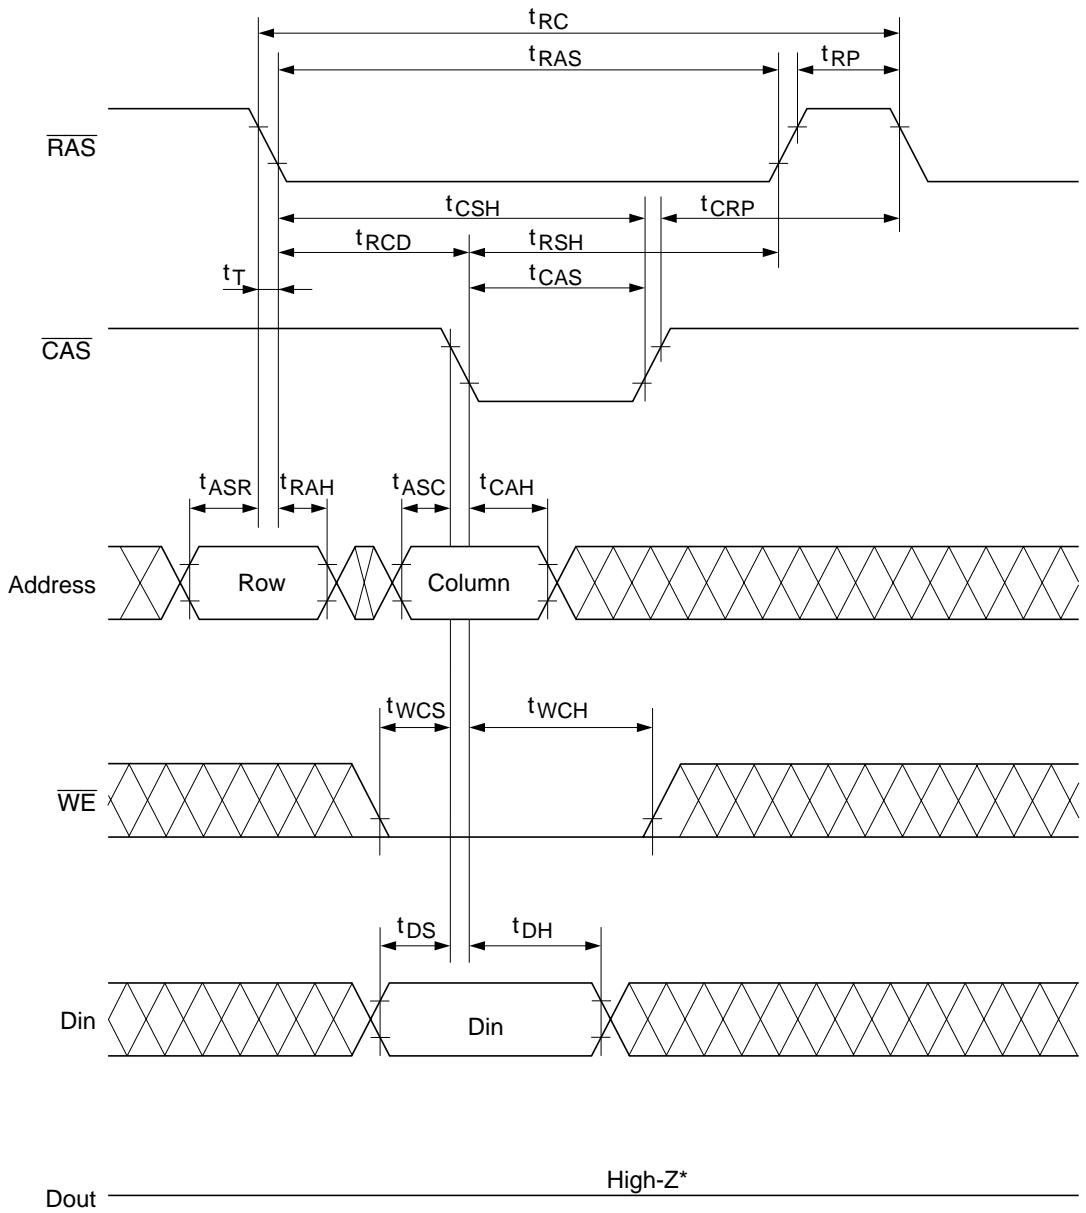 tRC
tRAS
tRP
RAS
tCSH
tCRP
tRCD
tRSH
tT
tCAS
CAS
tASR
tRAH
tASC
tCAH
Address
Row
Column
tWCS
tWCH
WE
tDS
tDH
Din
Din
High-Z*
Dout